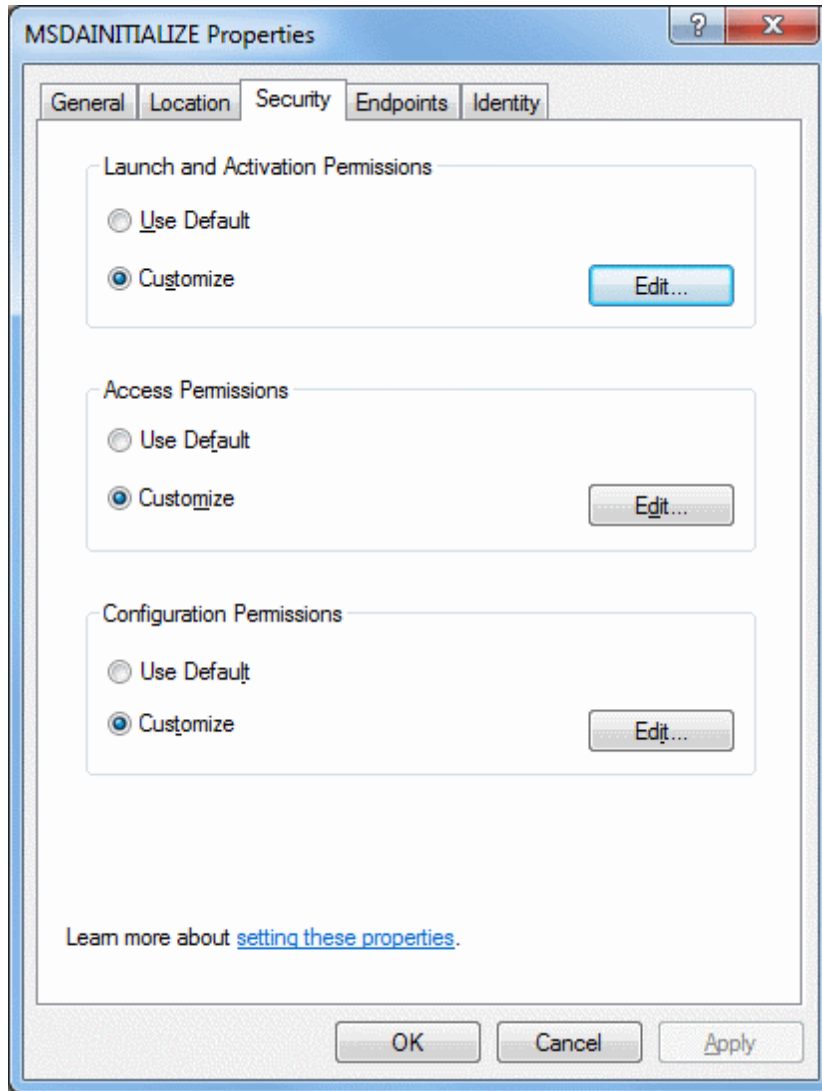 MSDAINITIALIZE Properties
General Location Security Endpoints Identity
Launch and Activation Permissions
Use Default
Customize
Edit...
Access Permissions
Use Default
Customize
Edit...
Configuration Permissions
Use Default
Customize
Edit...
Learn more about setting these properties.
OK Cancel Apply